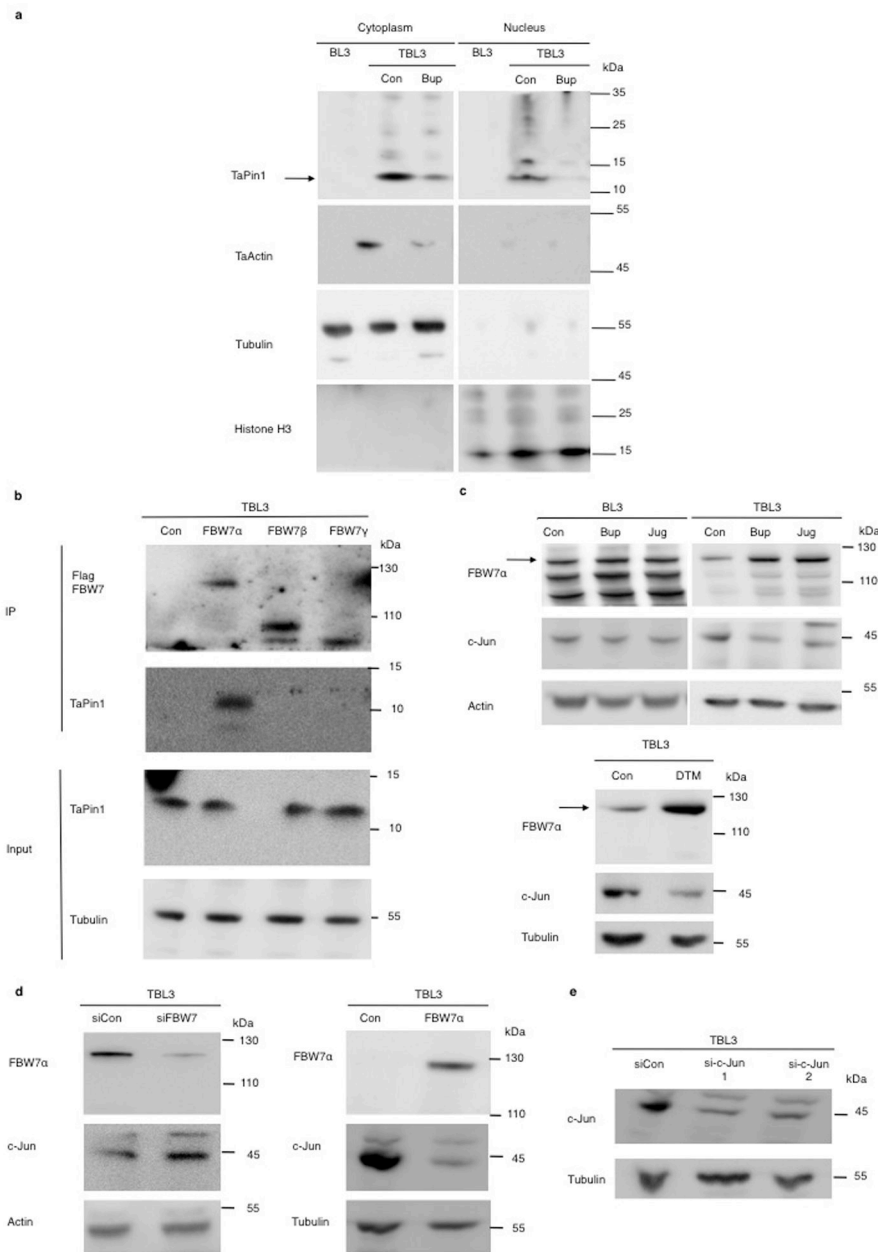 a
Cytoplasm Nucleus
BL3 TBL3 BL3 TBL3
kDa
Con Bup Con Bup
35
25
15
TaPin1
10
55
TaActin
45
Tubulin 55
45
25
Histone H3
15
b
TBL3
Con FBW7α FBW7β FBW7γ
kDa
Flag
FBW7
130
IP
110
15
TaPin1
10
15
TaPin1
10
Input
Tubulin 55
c
BL3 TBL3
Con Bup Jug Con Bup Jug kDa
130
FBW7α
110
c-Jun 45
55
Actin
TBL3
Con DTM kDa
130
FBW7α
110
c-Jun 45
Tubulin
55
d
TBL3
siCon siFBW7
kDa
130
FBW7α
110
c-Jun
45
55
Actin
TBL3
Con FBW7α
kDa
FBW7α 130
110
c-Jun
45
Tubulin 55
e
TBL3
siCon si-c-Jun si-c-Jun
1 2 kDa
c-Jun 45
Tubulin 55